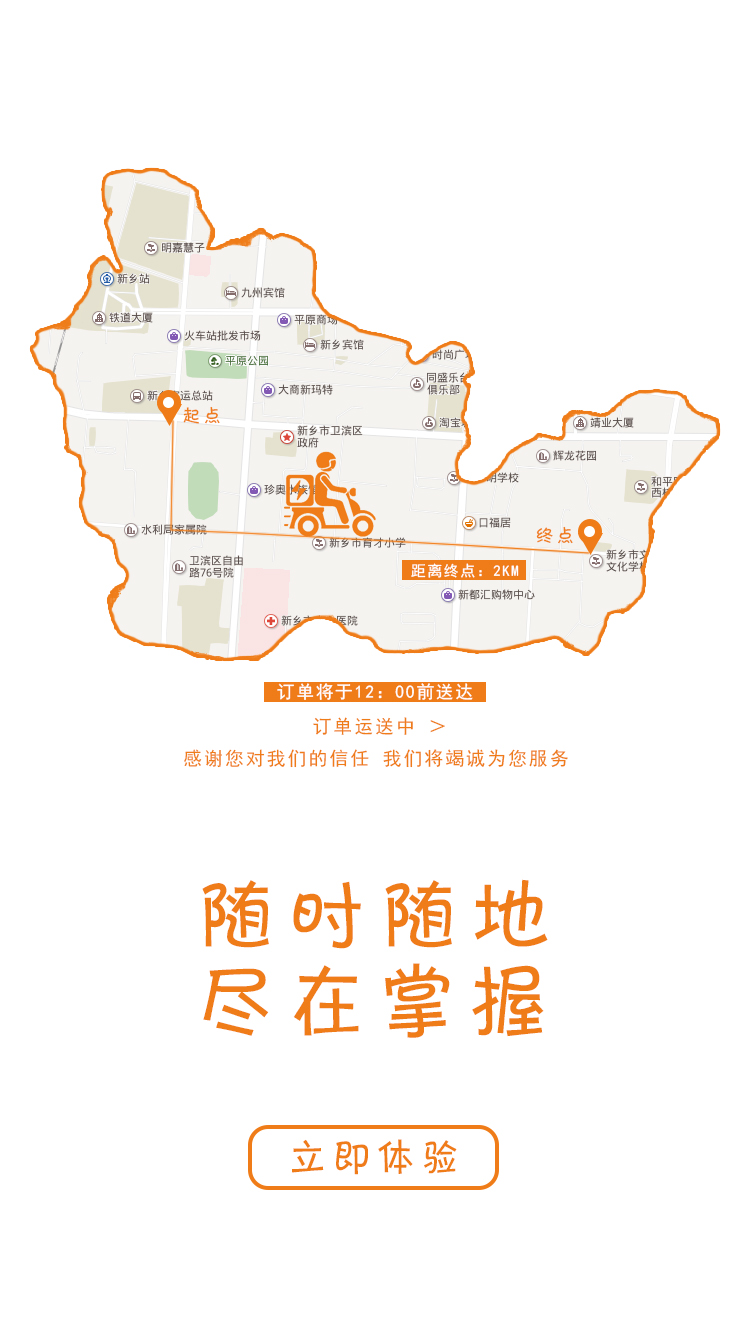 明嘉慧子
新乡站
九州宾馆
铁道大厦
平原商场
火车站批发市场
新乡宾馆
时尚广
平原公园
同盛乐台
俱乐部
大商新玛特
新 运总站
起点
淘宝
靖业大厦
新乡市卫滨区
政府
辉龙花园
学校
和平
西
珍奥
口福居
水利局家属院
终点
新乡市育才小学
新乡市文
文化学
卫滨区自由
路76号院
距离终点：2KM
新都汇购物中心
新乡 医院
订单将于12：00前送达
订单运送中 >
感谢您对我们的信任 我们将竭诚为您服务
随时随地
尽在掌握
立即体验